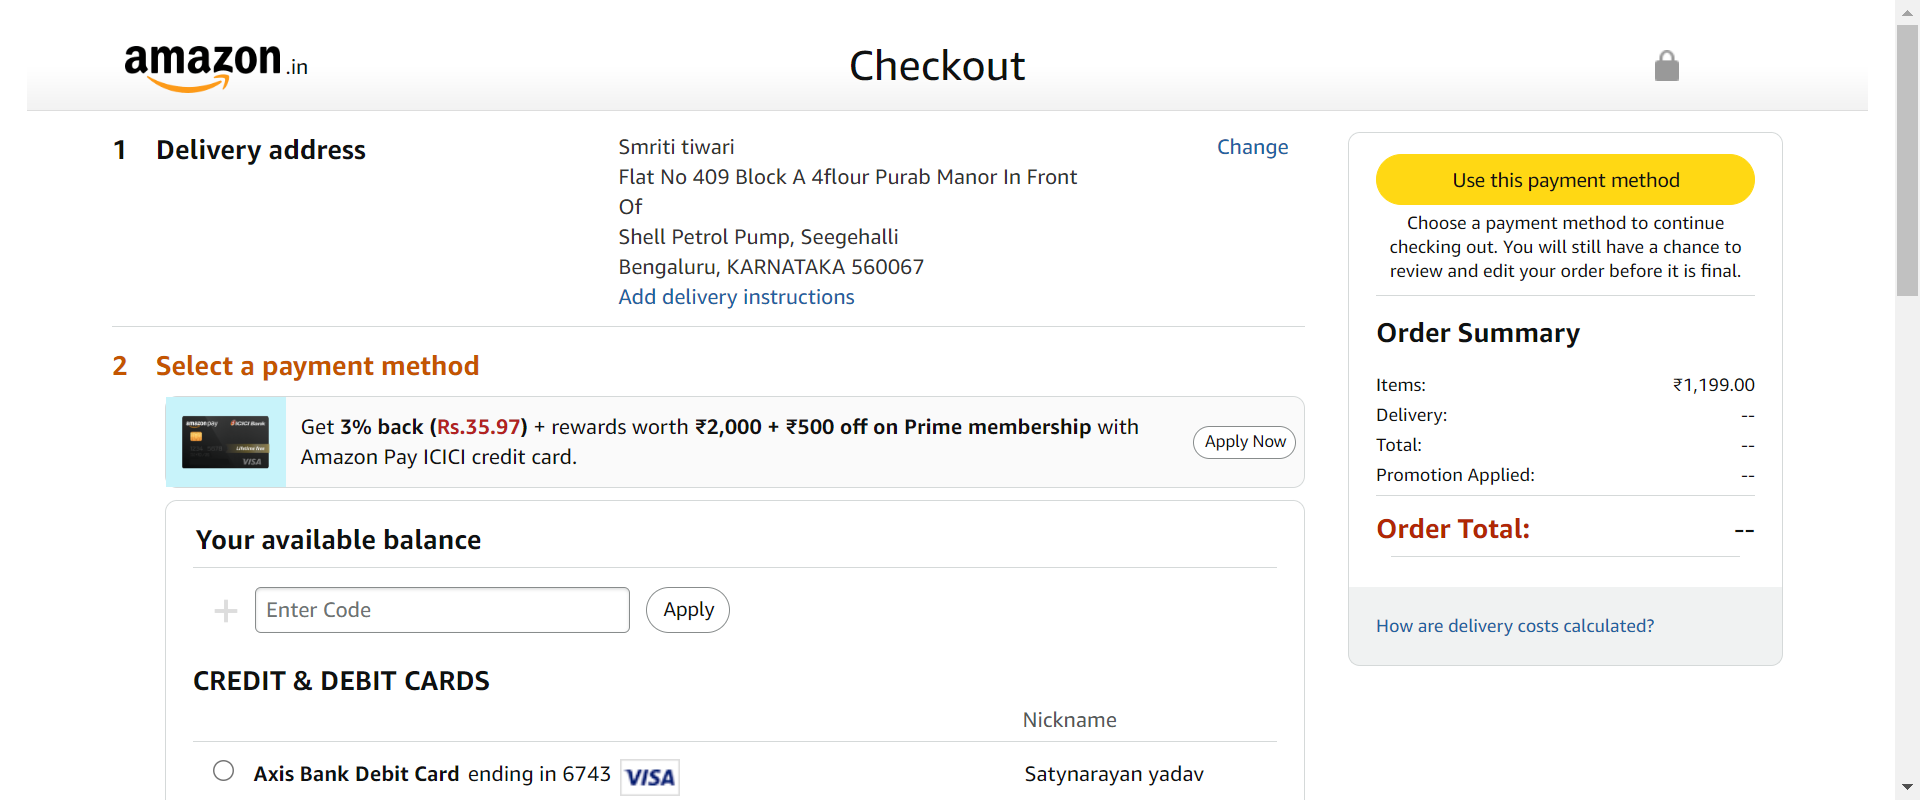 amazon.in
Checkout
1 Delivery address
Smriti tiwari
Flat No 409 Block A 4flour Purab Manor In Front
Of
Shell Petrol Pump, Seegehalli
Bengaluru, KARNATAKA 560067
Add delivery instructions
Change
2 Select a payment method
amazon pay
ICICI Bank
Lifetime free
VISA
Get 3% back (Rs.35.97) + rewards worth ₹2,000 + ₹500 off on Prime membership with
Amazon Pay ICICI credit card.
Apply Now
Your available balance
Enter Code
Apply
CREDIT & DEBIT CARDS
Nickname
Axis Bank Debit Card ending in 6743 VISA
Satynarayan yadav
Use this payment method
Choose a payment method to continue
checking out. You will still have a chance to
review and edit your order before it is final.
Order Summary
Items: ₹1,199.00
Delivery: --
Total: --
Promotion Applied: --
Order Total: --
How are delivery costs calculated?